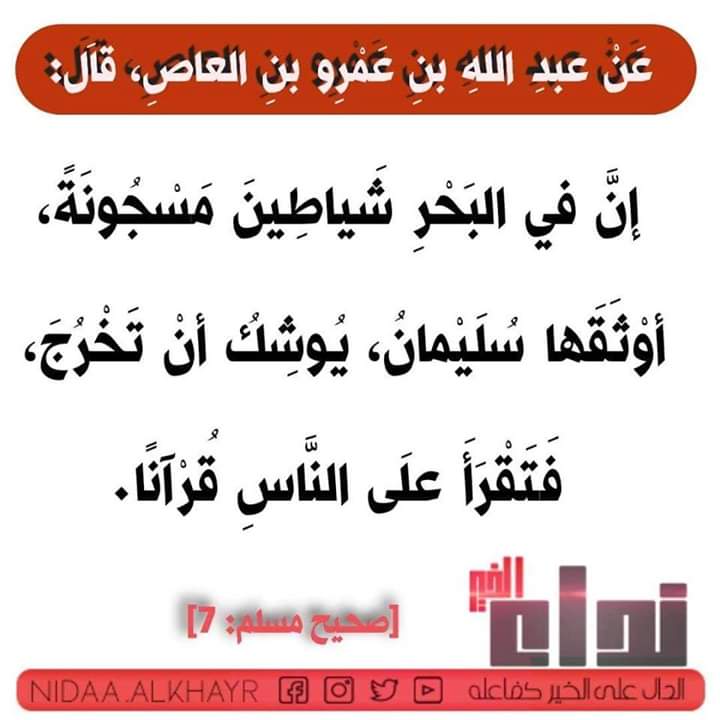 عَنْ عبدِ اللهِ بنِ عَمْرِو بنِ العاصِ، قاَلَ:
إنَّ في البَحْرِ شَياطِينَ مَسْجُونَةً،
أوْثَقَها سُلَيْمانُ، يُوشِكُ أنْ تَخْرُجَ،
فَتَقْرَأَ علَى النَّاسِ قُرْآنًا.
[صحيح مسلم: 7]
نداء الخير
الدال على الخير كفاعله
NIDAA.ALKHAYR